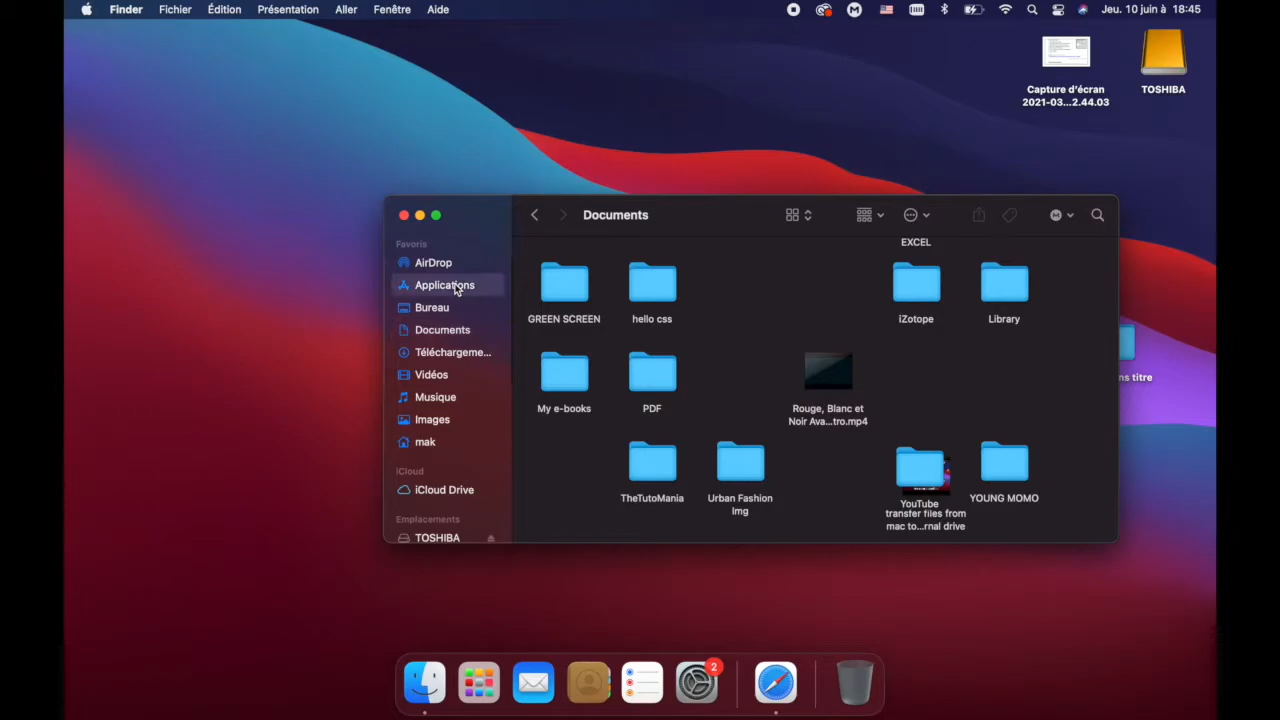 Finder Fichier Édition Présentation Aller Fenêtre Aide
Jeu. 10 juin à 18:45
Capture d'écran
2021-03...2.44.03
TOSHIBA
Documents
Favoris
AirDrop
Applications
Bureau
Documents
Téléchargeme...
Vidéos
Musique
Images
mak
iCloud
iCloud Drive
Emplacements
TOSHIBA
EXCEL
GREEN SCREEN
hello css
iZotope
Library
My e-books
PDF
Rouge, Blanc et
Noir Ava...tro.mp4
TheTutoMania
Urban Fashion
Img
YouTube
transfer files from
mac to...rnal drive
YOUNG MOMO
ns titre
2